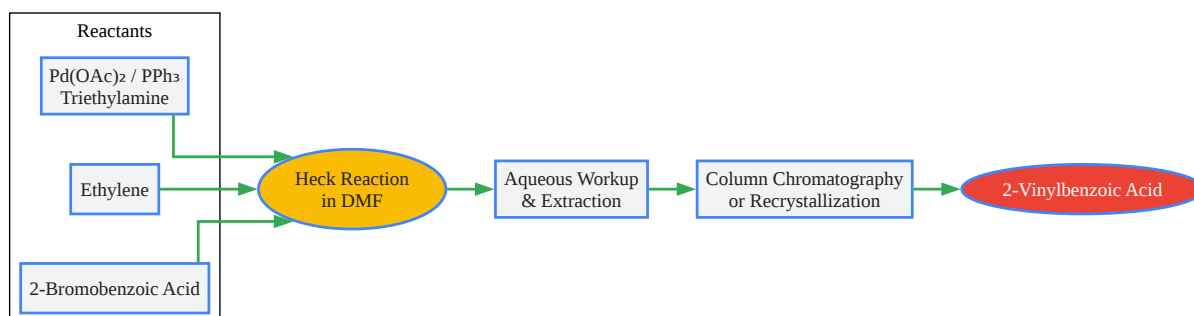 Reactants
Pd(OAc)₂ / PPh₃
Triethylamine
Ethylene
2-Bromobenzoic Acid
Heck Reaction
in DMF
Aqueous Workup
& Extraction
Column Chromatography
or Recrystallization
2-Vinylbenzoic Acid